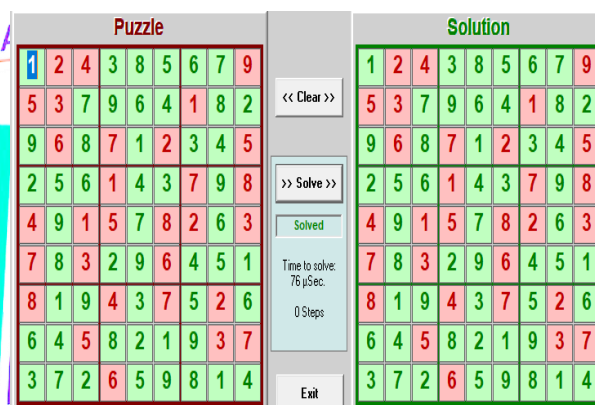 Puzzle
1 2 4 3 8 5 6 7 9
5 3 7 9 6 4 1 8 2
9 6 8 7 1 2 3 4 5
2 5 6 1 4 3 7 9 8
4 9 1 5 7 8 2 6 3
7 8 3 2 9 6 4 5 1
8 1 9 4 3 7 5 2 6
6 4 5 8 2 1 9 3 7
3 7 2 6 5 9 8 1 4
<< Clear >>
>> Solve >>
Solved
Time to solve:
76 µSec.
0 Steps
Exit
Solution
1 2 4 3 8 5 6 7 9
5 3 7 9 6 4 1 8 2
9 6 8 7 1 2 3 4 5
2 5 6 1 4 3 7 9 8
4 9 1 5 7 8 2 6 3
7 8 3 2 9 6 4 5 1
8 1 9 4 3 7 5 2 6
6 4 5 8 2 1 9 3 7
3 7 2 6 5 9 8 1 4